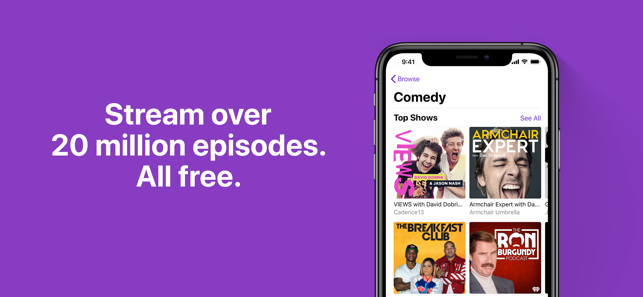 Stream over
20 million episodes.
All free.
9:41
Browse
Comedy
Top Shows
See All
VIEWS
DAVID DOBRIK
& JASON NASH
ARMCHAIR
EXPERT
VIEWS with David Dobri...
Armchair Expert with Da...
Cadence13
Armchair Umbrella
THE BREAKFAST
CLUB
THE
RON
BURGUNDY
PODCAST
iHeart